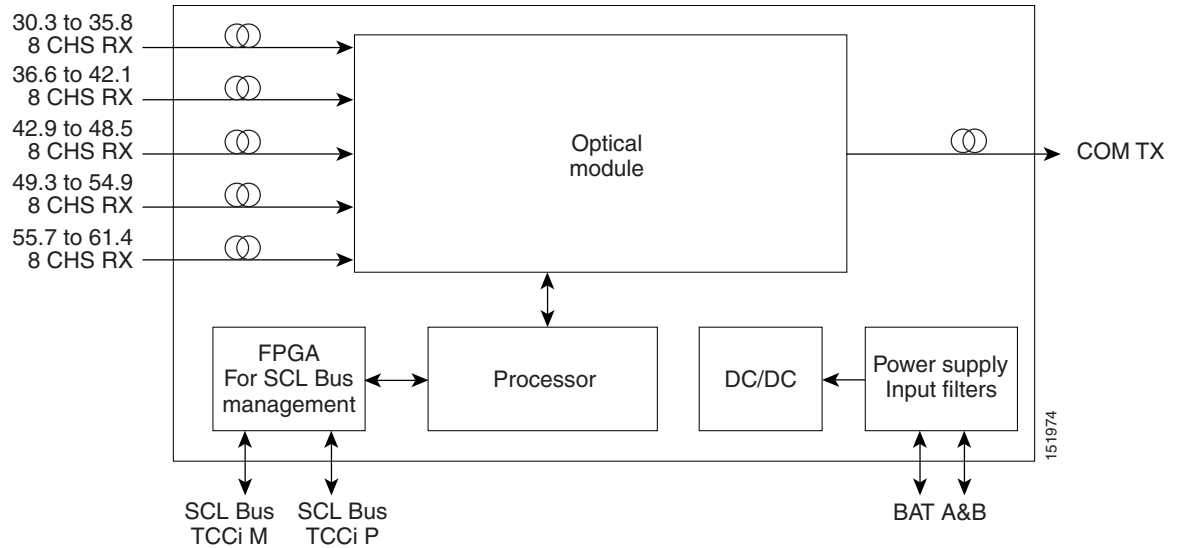 30.3 to 35.8
8 CHS RX
36.6 to 42.1
8 CHS RX
42.9 to 48.5
8 CHS RX
49.3 to 54.9
8 CHS RX
55.7 to 61.4
8 CHS RX
Optical
module
COM TX
FPGA
For SCL Bus
management
Processor
DC/DC
Power supply
Input filters
151974
SCL Bus
TCCi M
SCL Bus
TCCi P
BAT A&B